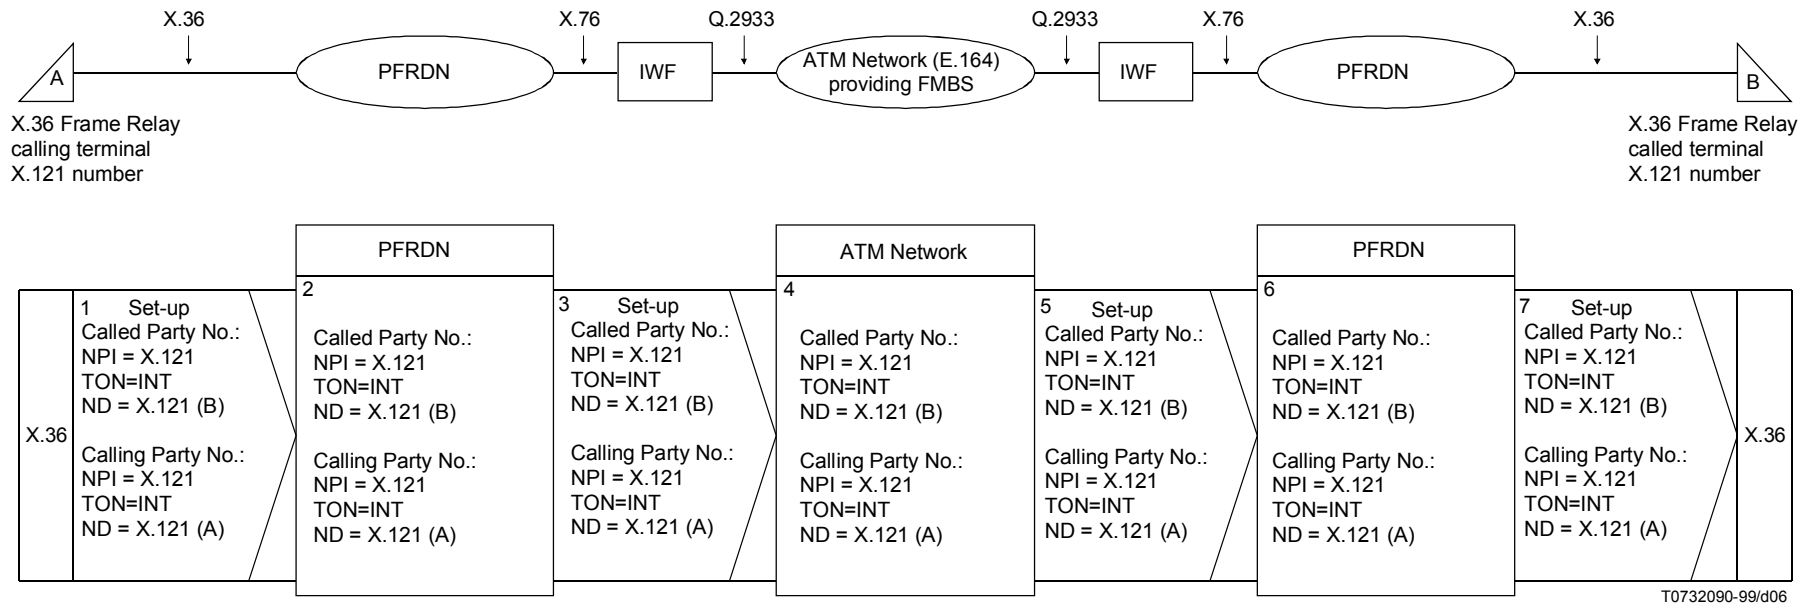 X.36
X.76
Q.2933
Q.2933
X.76
X.36
A
PFRDN
IWF
ATM Network (E.164)
providing FMBS
IWF
PFRDN
B
X.36 Frame Relay
calling terminal
X.121 number
X.36 Frame Relay
called terminal
X.121 number
PFRDN
ATM Network
PFRDN
X.36
1 Set-up
Called Party No.:
NPI = X.121
TON=INT
ND = X.121 (B)
Calling Party No.:
NPI = X.121
TON=INT
ND = X.121 (A)
2
Called Party No.:
NPI = X.121
TON=INT
ND = X.121 (B)
Calling Party No.:
NPI = X.121
TON=INT
ND = X.121 (A)
3 Set-up
Called Party No.:
NPI = X.121
TON=INT
ND = X.121 (B)
Calling Party No.:
NPI = X.121
TON=INT
ND = X.121 (A)
4
Called Party No.:
NPI = X.121
TON=INT
ND = X.121 (B)
Calling Party No.:
NPI = X.121
TON=INT
ND = X.121 (A)
5 Set-up
Called Party No.:
NPI = X.121
TON=INT
ND = X.121 (B)
Calling Party No.:
NPI = X.121
TON=INT
ND = X.121 (A)
6
Called Party No.:
NPI = X.121
TON=INT
ND = X.121 (B)
Calling Party No.:
NPI = X.121
TON=INT
ND = X.121 (A)
7 Set-up
Called Party No.:
NPI = X.121
TON=INT
ND = X.121 (B)
Calling Party No.:
NPI = X.121
TON=INT
ND = X.121 (A)
X.36
T0732090-99/d06